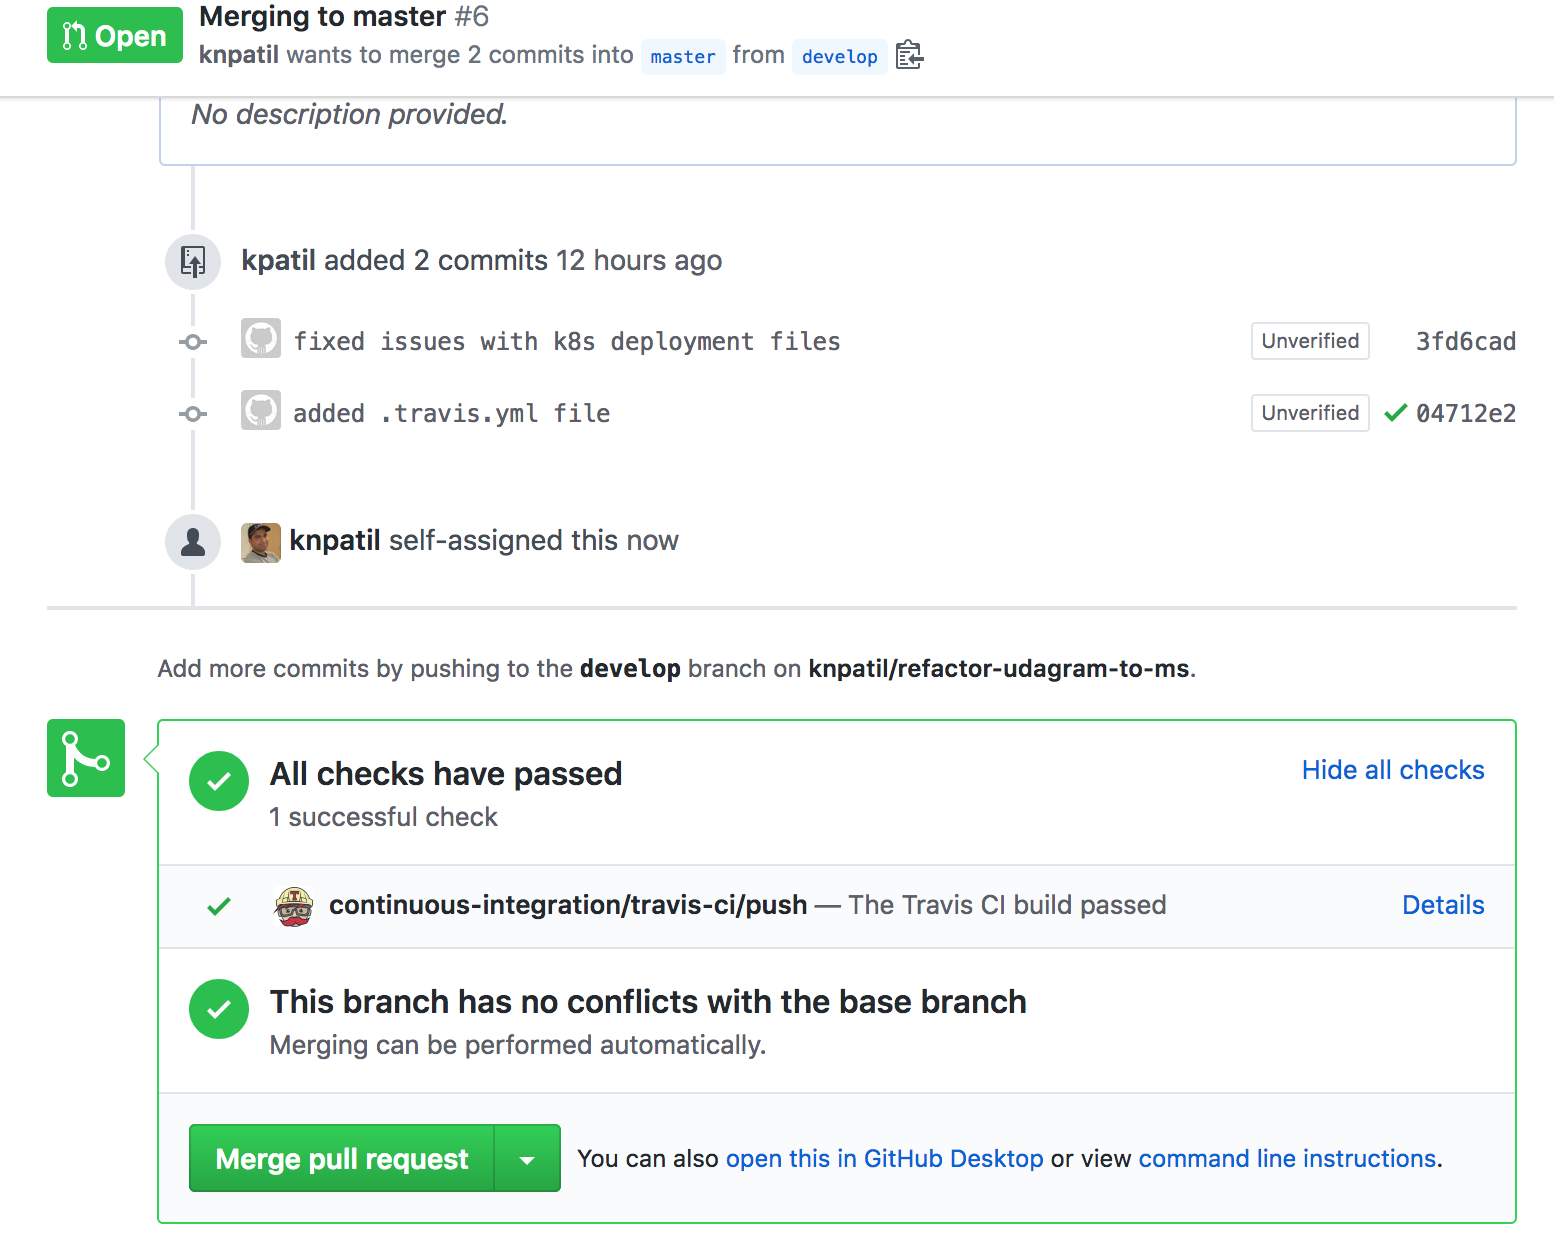 Open
Merging to master #6
knpatil wants to merge 2 commits into master from develop
No description provided.
kpatil added 2 commits 12 hours ago
fixed issues with k8s deployment files Unverified 3fd6cad
added .travis.yml file Unverified 04712e2
knpatil self-assigned this now
Add more commits by pushing to the develop branch on knpatil/refactor-udagram-to-ms.
All checks have passed Hide all checks
1 successful check
continuous-integration/travis-ci/push — The Travis CI build passed Details
This branch has no conflicts with the base branch
Merging can be performed automatically.
Merge pull request You can also open this in GitHub Desktop or view command line instructions.